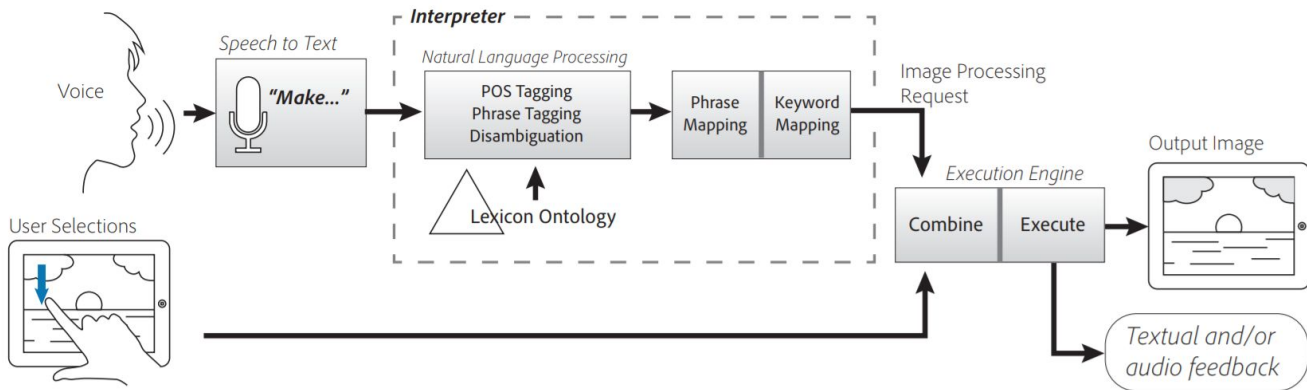 Interpreter
Speech to Text
Natural Language Processing
Voice
"Make..."
POS Tagging
Phrase Tagging
Disambiguation
Phrase
Mapping
Keyword
Mapping
Image Processing
Request
Lexicon Ontology
Output Image
Execution Engine
User Selections
Combine
Execute
Textual and/or
audio feedback